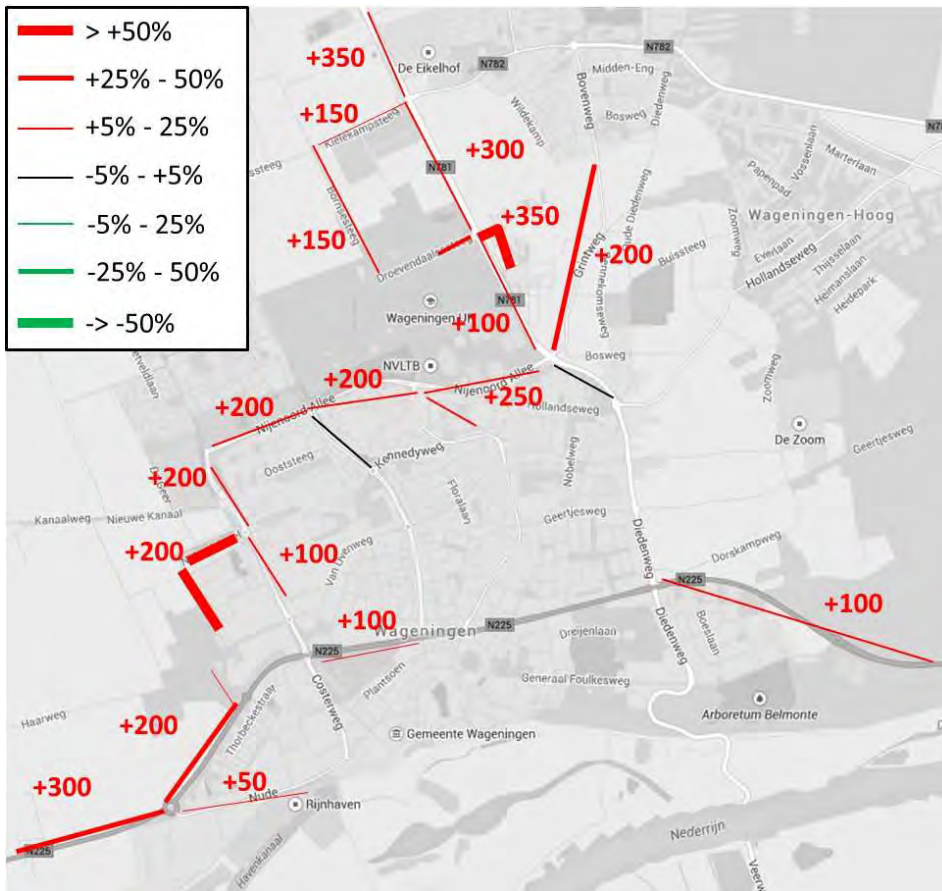 > +50%
+25% - 50%
+5% - 25%
-5% - +5%
-5% - 25%
-25% - 50%
-> -50%
+350
De Eikelhof
N782
N782
Midden-Eng
+150
Kielekampsteeg
Wildekamp
Bovenweg
Bosweg
Diedenweg
+300
N781
Vossenlaan
Marterlaan
Papenpad
Bornsesteeg
+350
Wageningen-Hoog
+150
Droevendaalsesteeg
Grintweg
+200
Buissteeg
Zoomweg
Everlaan
Hollandseweg
Thijsselaan
Heimanslaan
Heidepark
Bennekomseweg
N781
Wageningen UR
+100
NVLTB
Bosweg
+200
Nijenoord Allee
+250
Hollandseweg
Zoomweg
+200
Nijenoord Allee
De Zoom
Geertjesweg
Ooststeeg
Kennedyweg
Nobelweg
+200
Floralaan
Kanaalweg
Nieuwe Kanaal
Geertjesweg
+200
+100
Van Uvenweg
Diedenweg
Dorskampweg
N225
+100
+100
Wageningen
N225
Dreijenlaan
Boeslaan
N225
Plantsoen
Diedenweg
Generaal Foulkesweg
Costerweg
Haarweg
+200
Thorbeckestraat
Arboretum Belmonte
Gemeente Wageningen
+300
+50
Nude
Rijnhaven
Nederrijn
N225
Havenkanaal